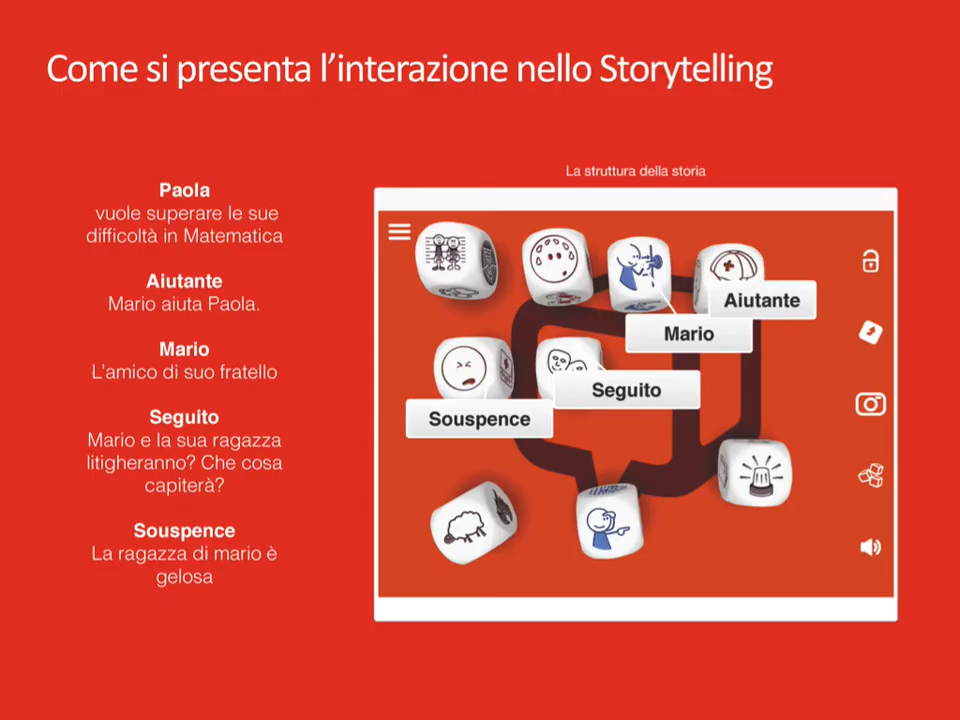 Come si presenta l’interazione nello Storytelling
Paola
vuole superare le sue
difficoltà in Matematica
Aiutante
Mario aiuta Paola.
Mario
L'amico di suo fratello
Seguito
Mario e la sua ragazza
litigheranno? Che cosa
capiterà?
Souspence
La ragazza di mario è
gelosa
La struttura della storia
Aiutante
Mario
Seguito
Souspence